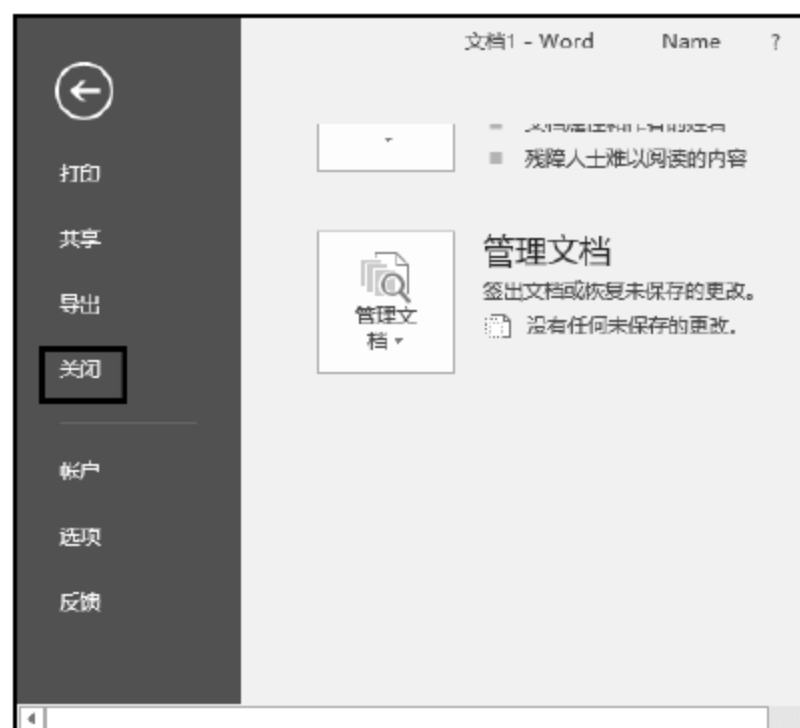 文档1 - Word
Name
?
打印
共享
导出
关闭
帐户
选项
反馈
残障人士难以阅读的内容
管理文
档
管理文档
签出文档或恢复未保存的更改。
没有任何未保存的更改。